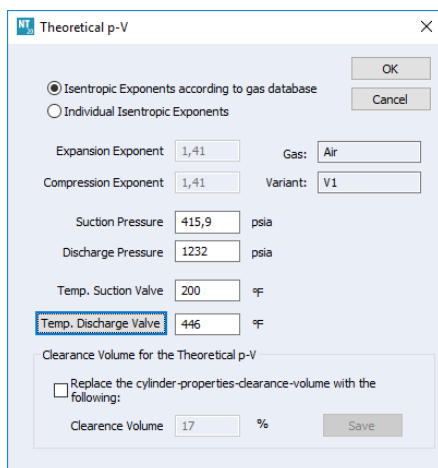 NT 20 Theoretical p-V
OK
Isentropic Exponents according to gas database
Cancel
Individual Isentropic Exponents
Expansion Exponent 1,41 Gas: Air
Compression Exponent 1,41 Variant: V1
Suction Pressure 415,9 psia
Discharge Pressure 1232 psia
Temp. Suction Valve 200 °F
Temp. Discharge Valve 446 °F
Clearance Volume for the Theoretical p-V
Replace the cylinder-properties-clearance-volume with the
following:
Clearence Volume 17 % Save